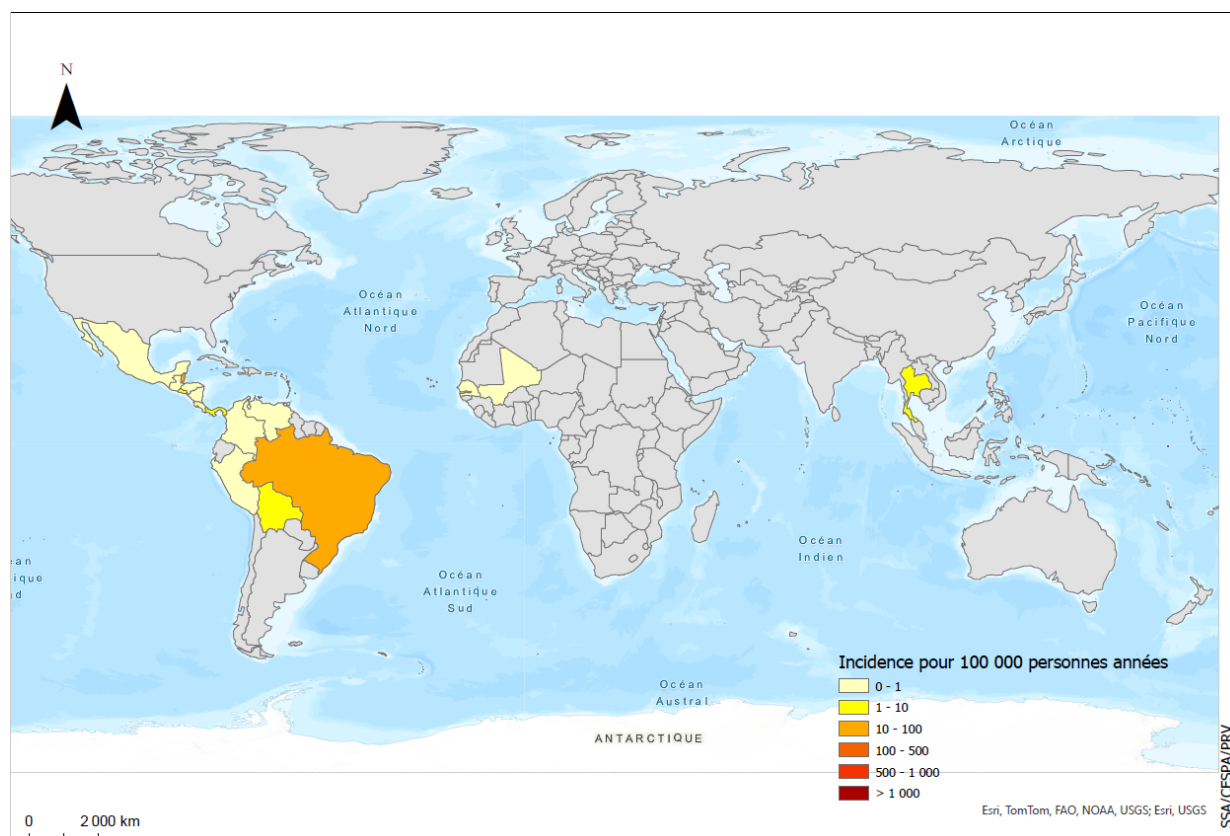 N
Océan
Arctique
Océan
Atlantique
Nord
Océan
Pacifique
Nord
Océan
Indien
Océan
Atlantique
Sud
Océan
Austral
ANTARCTIQUE
Incidence pour 100 000 personnes années
0 - 1
1 - 10
10 - 100
100 - 500
500 - 1 000
> 1 000
0 2 000 km
Esri, TomTom, FAO, NOAA, USGS; Esri, USGS
SSA/CESPA/PRV